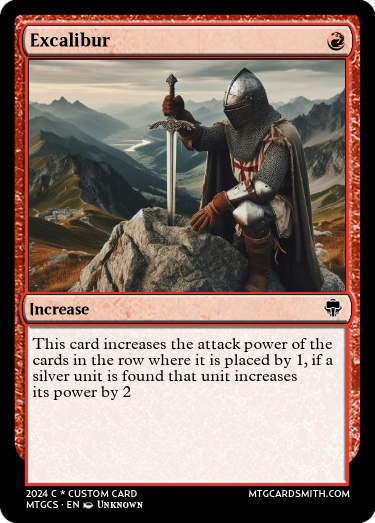 Excalibur
Increase
This card increases the attack power of the
cards in the row where it is placed by 1, if a
silver unit is found that unit increases
its power by 2
2024 C * CUSTOM CARD
MTGCS · EN UNKNOWN
MTGCARDSMITH.COM